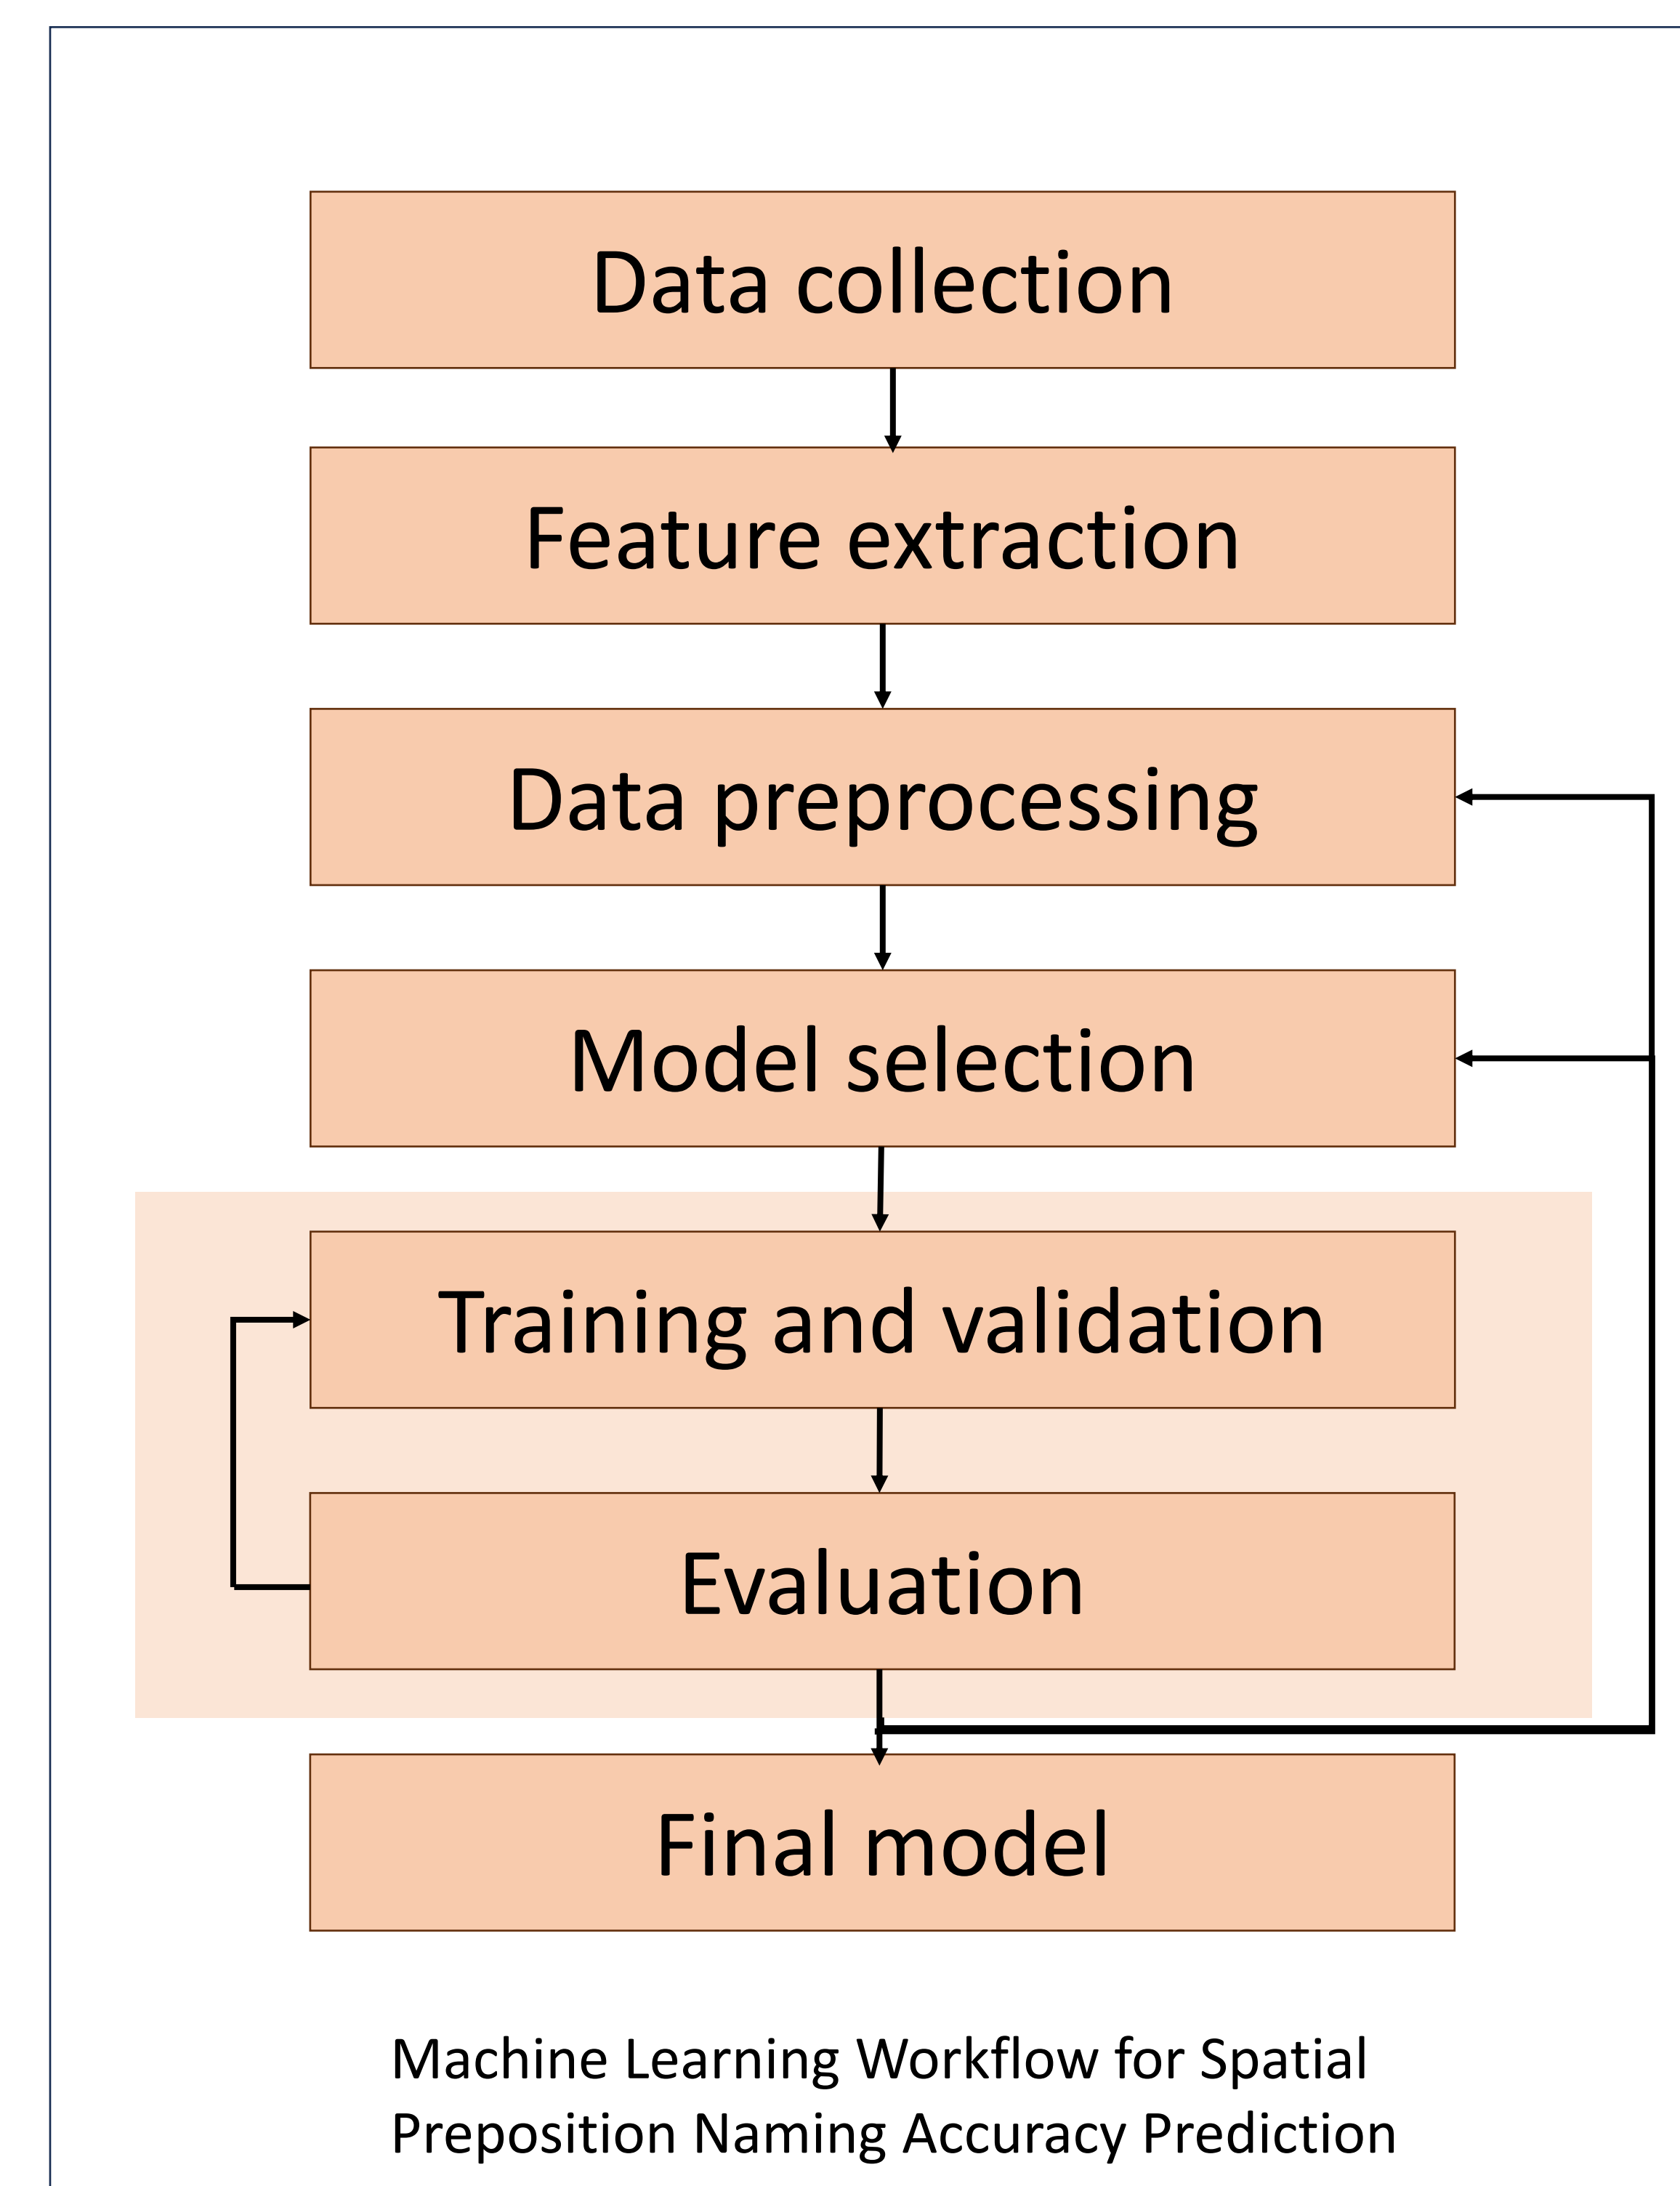 Data collection
Feature extraction
Data preprocessing
Model selection
Training and validation
Evaluation
Final model
Machine Learning Workflow for Spatial
Preposition Naming Accuracy Prediction